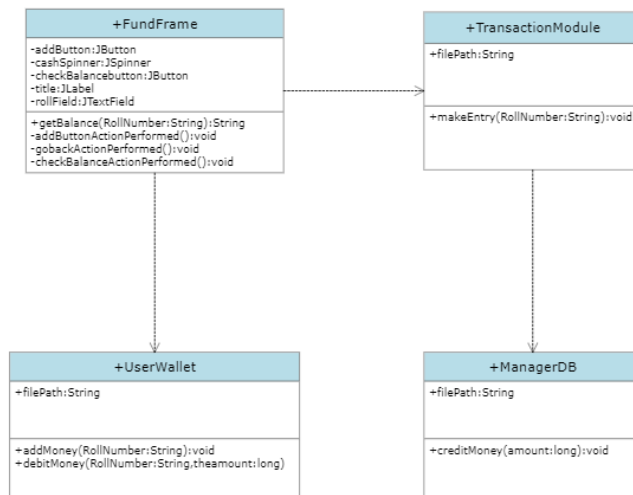 +FundFrame
-addButton:JButton
-cashSpinner:JSpinner
-checkBalancebutton:JButton
-title:JLabel
-rollField:JTextField
+getBalance(RollNumber:String):String
-addButtonActionPerformed():void
-gobackActionPerformed():void
-checkBalanceActionPerformed():void
+TransactionModule
+filePath:String
+makeEntry(RollNumber:String):void
+UserWallet
+filePath:String
+addMoney(RollNumber:String):void
+debitMoney(RollNumber:String,theamount:long)
+ManagerDB
+filePath:String
+creditMoney(amount:long):void